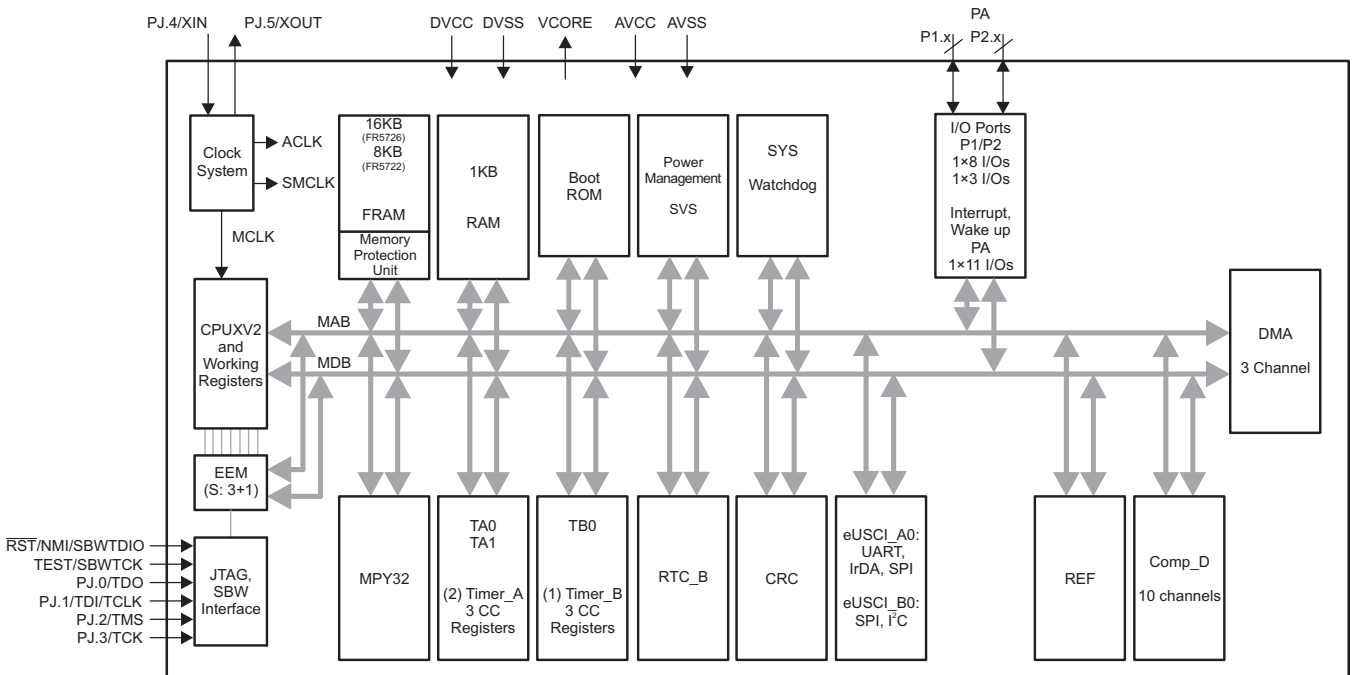 PJ.4/XIN
PJ.5/XOUT
DVCC
DVSS
VCORE
AVCC
AVSS
PA
P1.x
P2.x
Clock
System
ACLK
SMCLK
MCLK
16KB
(FR5726)
8KB
(FR5722)
FRAM
Memory
Protection
Unit
1KB
RAM
Boot
ROM
Power
Management
SVS
SYS
Watchdog
I/O Ports
P1/P2
1×8 I/Os
1×3 I/Os
Interrupt,
Wake up
PA
1×11 I/Os
CPUXV2
and
Working
Registers
MAB
MDB
DMA
3 Channel
EEM
(S: 3+1)
RST/NMI/SBWTDIO
TEST/SBWTCK
PJ.0/TDO
PJ.1/TDI/TCLK
PJ.2/TMS
PJ.3/TCK
JTAG,
SBW
Interface
MPY32
TA0
TA1
(2) Timer_A
3 CC
Registers
TB0
(1) Timer_B
3 CC
Registers
RTC_B
CRC
eUSCI_A0:
UART,
IrDA, SPI
eUSCI_B0:
SPI, I²C
REF
Comp_D
10 channels